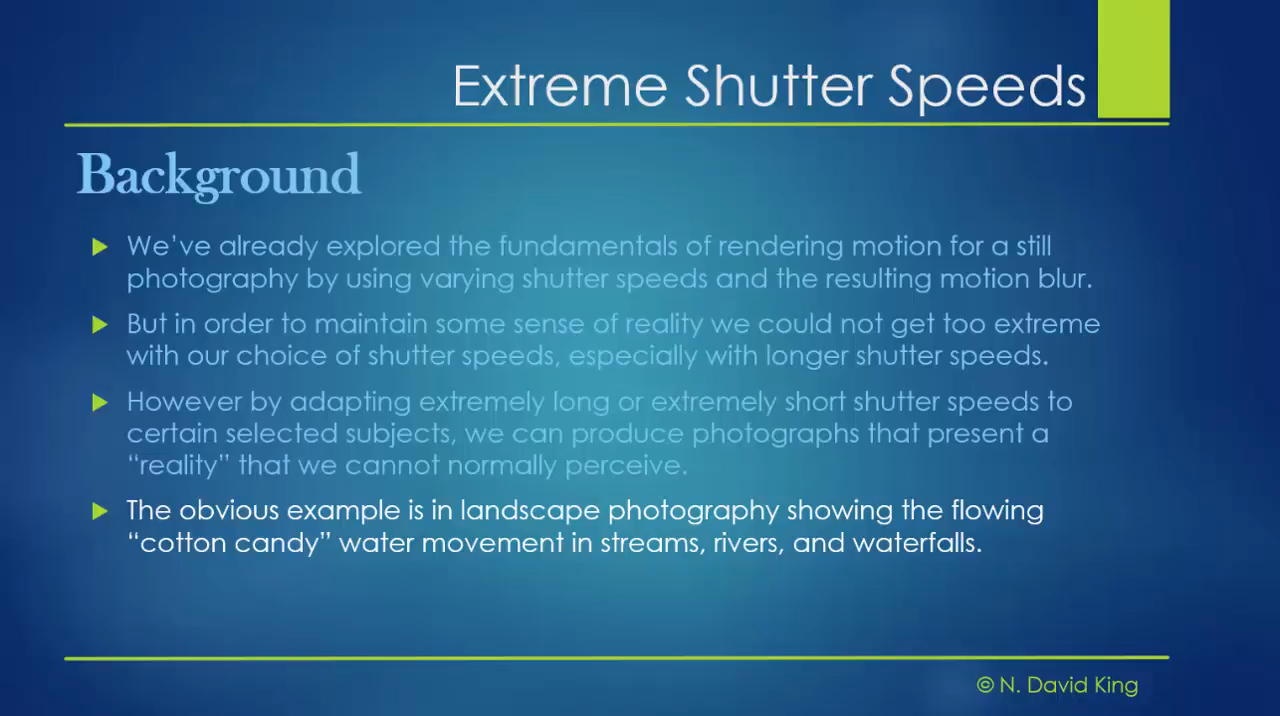 Extreme Shutter Speeds
Background
We’ve already explored the fundamentals of rendering motion for a still
photography by using varying shutter speeds and the resulting motion blur.
But in order to maintain some sense of reality we could not get too extreme
with our choice of shutter speeds, especially with longer shutter speeds.
However by adapting extremely long or extremely short shutter speeds to
certain selected subjects, we can produce photographs that present a
“reality” that we cannot normally perceive.
The obvious example is in landscape photography showing the flowing
“cotton candy” water movement in streams, rivers, and waterfalls.
© N. David King